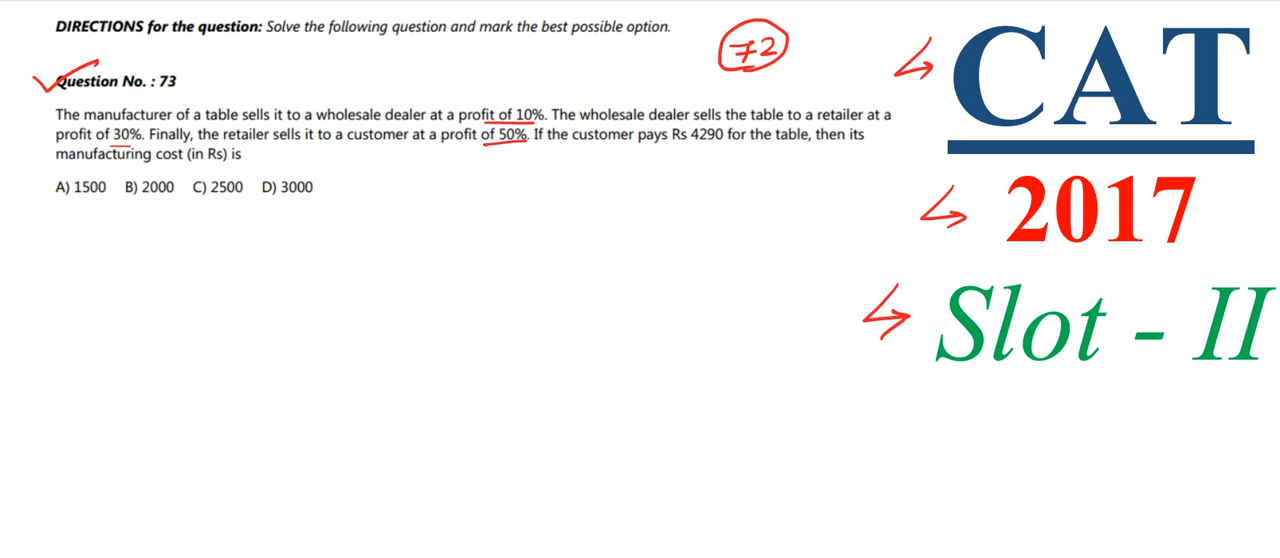 DIRECTIONS for the question: Solve the following question and mark the best possible option.
72
Question No. : 73
The manufacturer of a table sells it to a wholesale dealer at a profit of 10%. The wholesale dealer sells the table to a retailer at a
profit of 30%. Finally, the retailer sells it to a customer at a profit of 50%. If the customer pays Rs 4290 for the table, then its
manufacturing cost (in Rs) is
A) 1500 B) 2000 C) 2500 D) 3000
CAT
2017
Slot - II